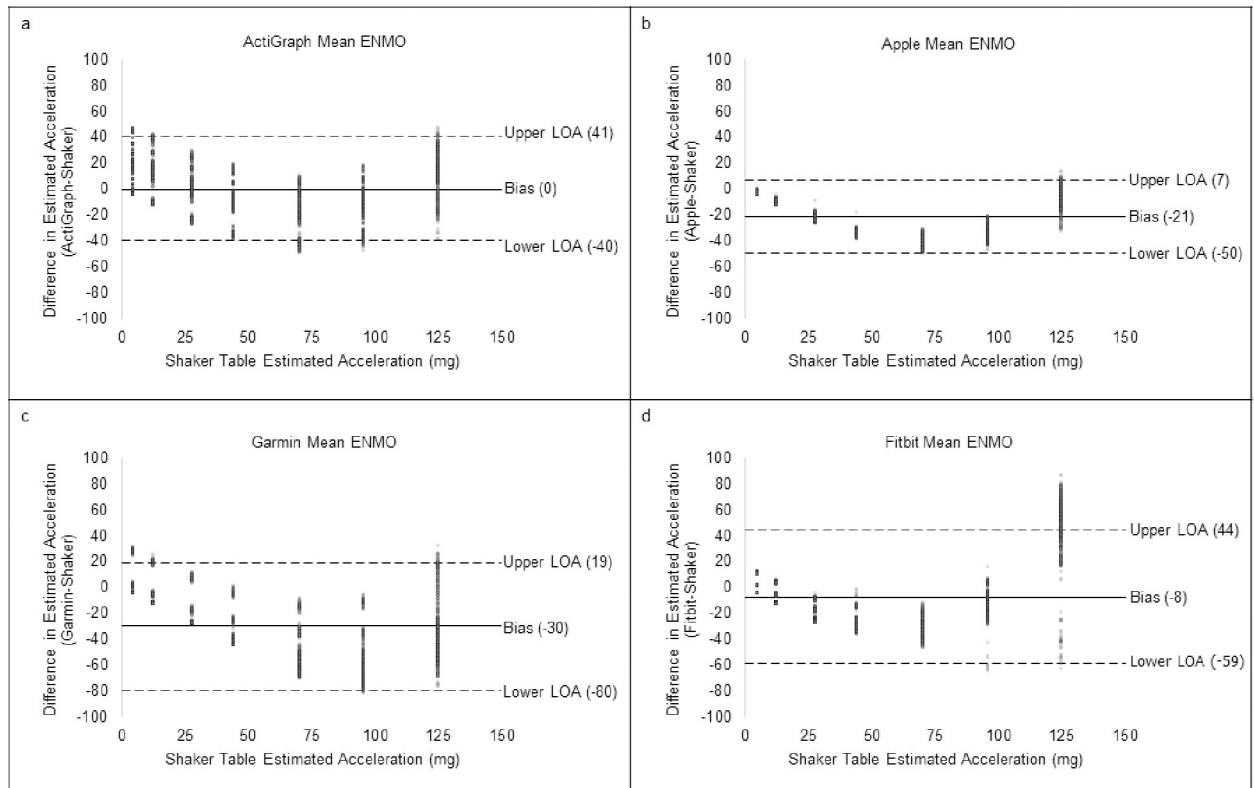 a
ActiGraph Mean ENMO
Difference in Estimated Acceleration
(ActiGraph-Shaker)
100
80
60
40
20
0
-20
-40
-60
-80
-100
Upper LOA (41)
Bias (0)
Lower LOA (-40)
0 25 50 75 100 125 150
Shaker Table Estimated Acceleration (mg)
b
Apple Mean ENMO
Difference in Estimated Acceleration
(Apple-Shaker)
100
80
60
40
20
0
-20
-40
-60
-80
-100
Upper LOA (7)
Bias (-21)
Lower LOA (-50)
0 25 50 75 100 125 150
Shaker Table Estimated Acceleration (mg)
c
Garmin Mean ENMO
Difference in Estimated Acceleration
(Garmin-Shaker)
100
80
60
40
20
0
-20
-40
-60
-80
-100
Upper LOA (19)
Bias (-30)
Lower LOA (-80)
0 25 50 75 100 125 150
Shaker Table Estimated Acceleration (mg)
d
Fitbit Mean ENMO
Difference in Estimated Acceleration
(Fitbit-Shaker)
100
80
60
40
20
0
-20
-40
-60
-80
-100
Upper LOA (44)
Bias (-8)
Lower LOA (-59)
0 25 50 75 100 125 150
Shaker Table Estimated Acceleration (mg)